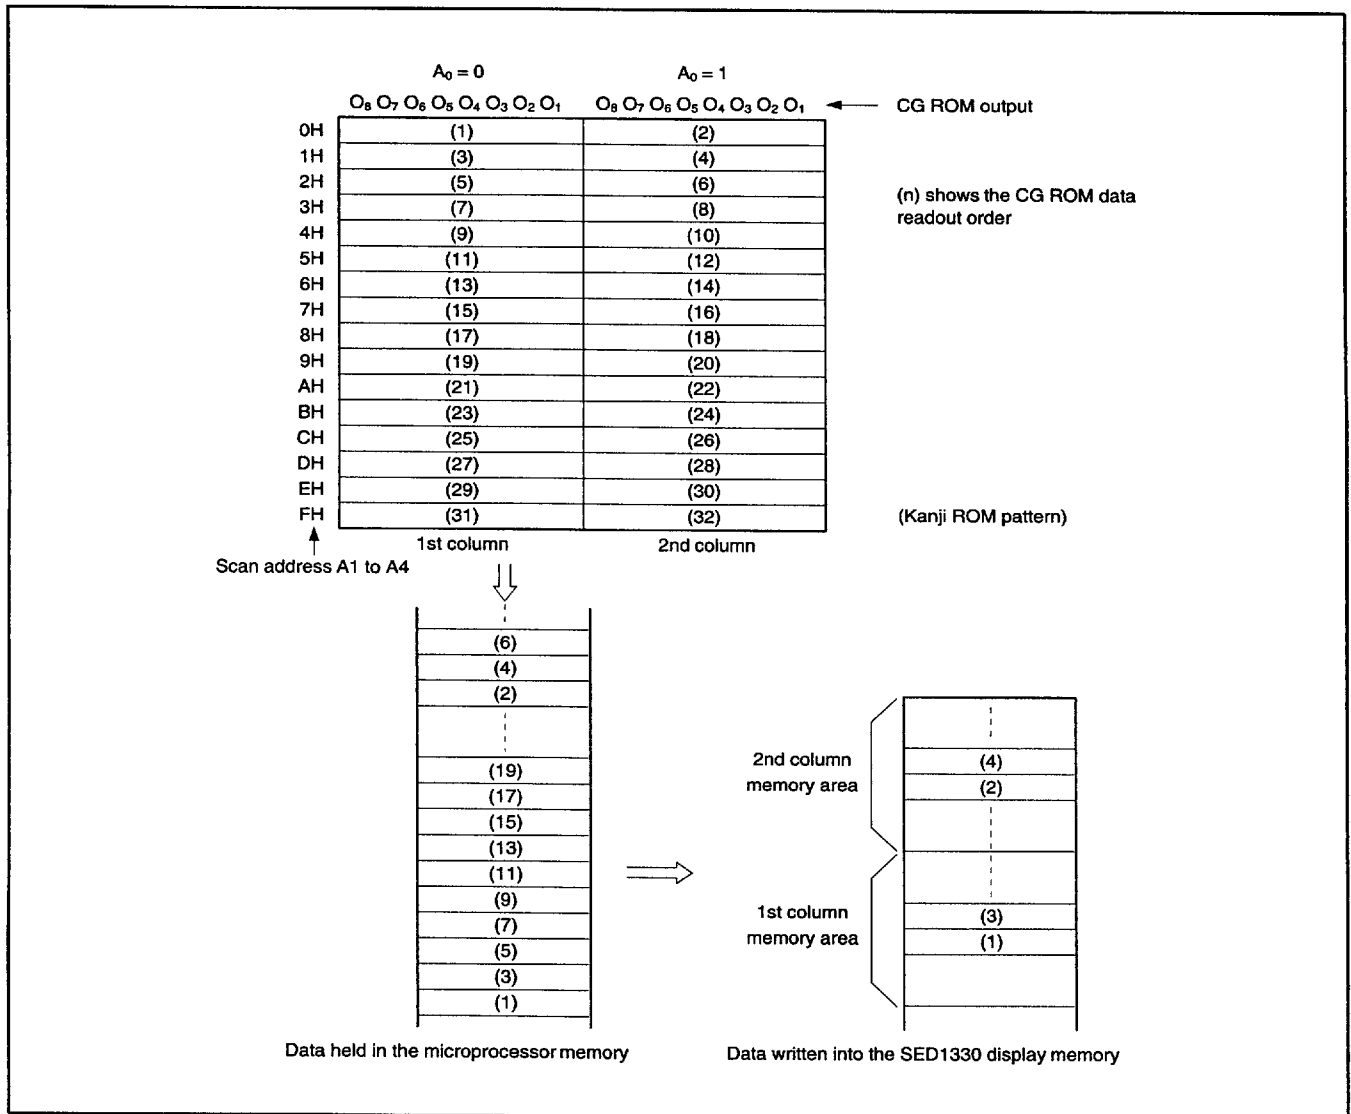 A₀ = 0 A₀ = 1
O₈ O₇ O₆ O₅ O₄ O₃ O₂ O₁ O₈ O₇ O₆ O₅ O₄ O₃ O₂ O₁ CG ROM output
0H (1) (2)
1H (3) (4)
2H (5) (6)
3H (7) (8)
4H (9) (10)
5H (11) (12)
6H (13) (14)
7H (15) (16)
8H (17) (18)
9H (19) (20)
AH (21) (22)
BH (23) (24)
CH (25) (26)
DH (27) (28)
EH (29) (30)
FH (31) (32)
(n) shows the CG ROM data
readout order
(Kanji ROM pattern)
1st column 2nd column
Scan address A1 to A4
(6)
(4)
(2)
(19)
(17)
(15)
(13)
(11)
(9)
(7)
(5)
(3)
(1)
Data held in the microprocessor memory
2nd column
memory area
(4)
(2)
1st column
memory area
(3)
(1)
Data written into the SED1330 display memory